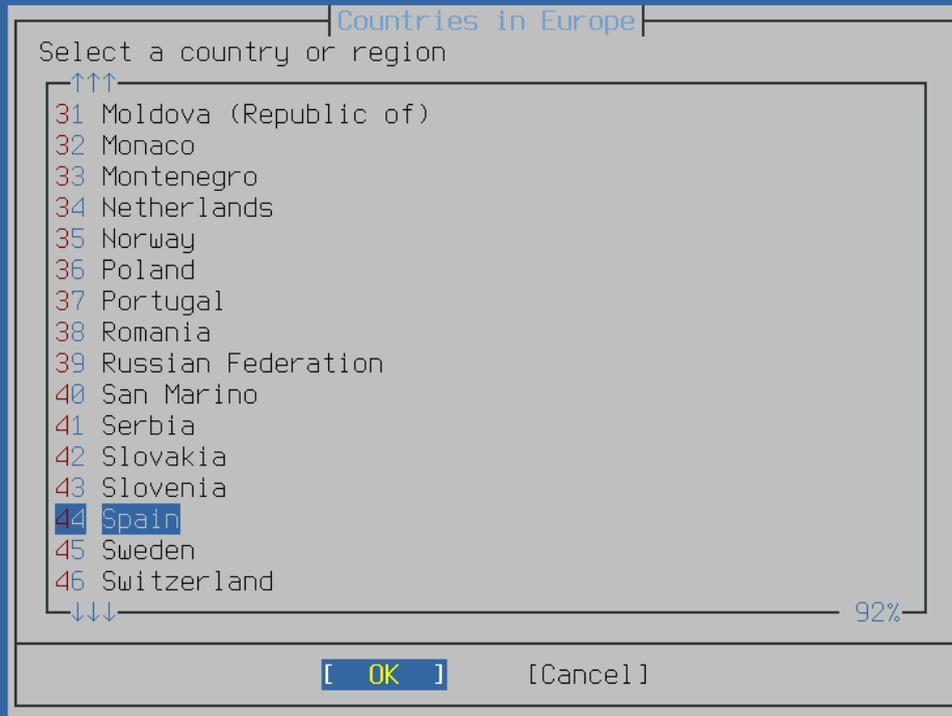 Countries in Europe
Select a country or region
↑↑↑
31 Moldova (Republic of)
32 Monaco
33 Montenegro
34 Netherlands
35 Norway
36 Poland
37 Portugal
38 Romania
39 Russian Federation
40 San Marino
41 Serbia
42 Slovakia
43 Slovenia
44 Spain
45 Sweden
46 Switzerland
↓↓↓ 92%
[ OK ] [Cancel]